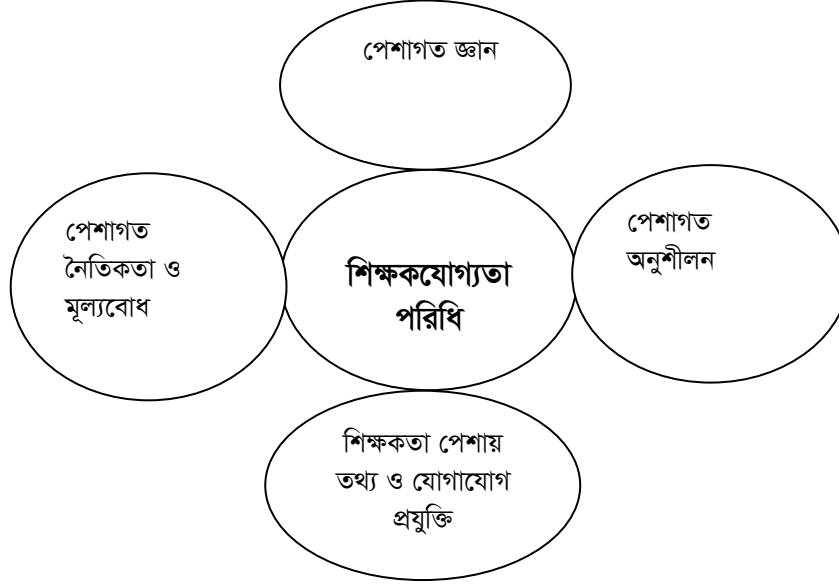 পেশাগত জ্ঞান
পেশাগত
নৈতিকতা ও
মূল্যবোধ
শিক্ষকযোগ্যতা
পরিধি
পেশাগত
অনুশীলন
শিক্ষকতা পেশায়
তথ্য ও যোগাযোগ
প্রযুক্তি